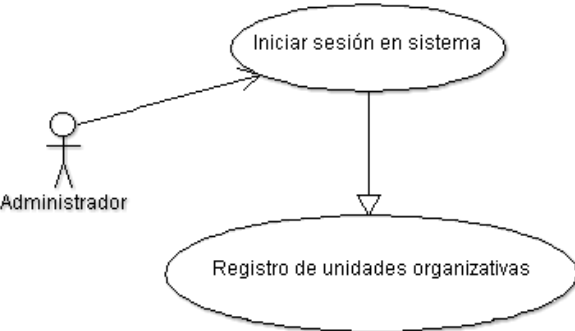 Iniciar sesión en sistema
Administrador
Registro de unidades organizativas